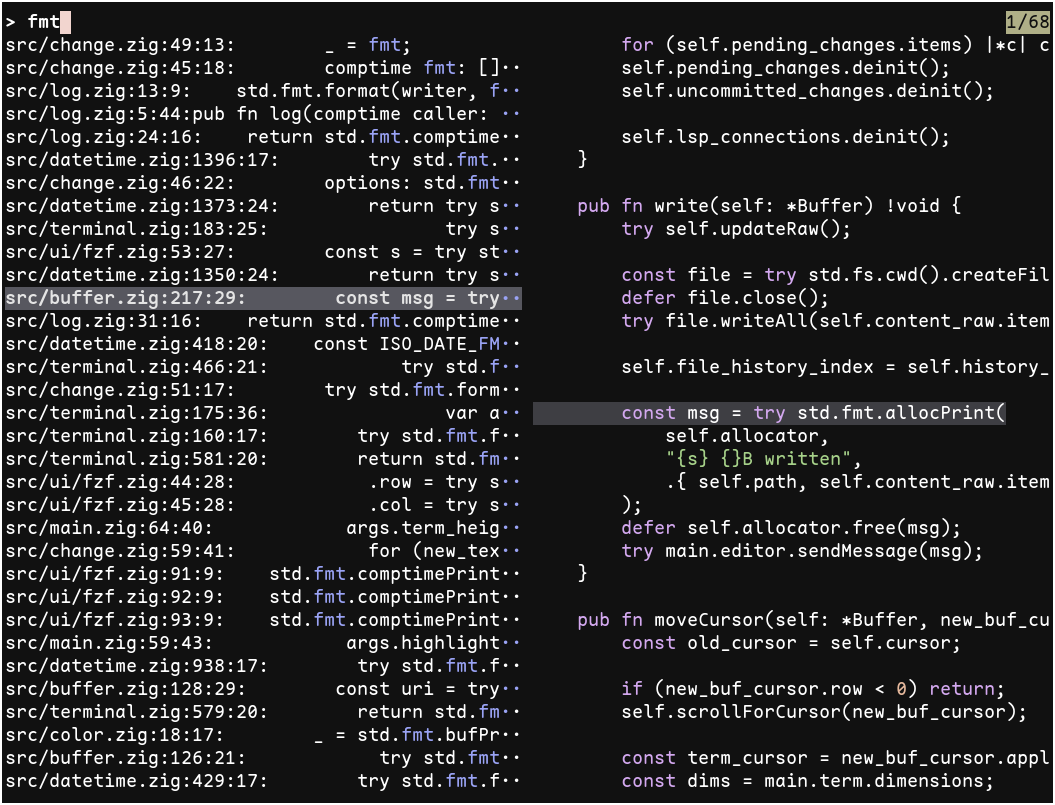 > fmt
1/68
src/change.zig:49:13:        _ = fmt;
src/change.zig:45:18:        comptime fmt: []··
src/log.zig:13:9:    std.fmt.format(writer, f··
src/log.zig:5:44:pub fn log(comptime caller: ··
src/log.zig:24:16:    return std.fmt.comptime··
src/datetime.zig:1396:17:        try std.fmt.··
src/change.zig:46:22:        options: std.fmt··
src/datetime.zig:1373:24:        return try s··
src/terminal.zig:183:25:                try s··
src/ui/fzf.zig:53:27:        const s = try st··
src/datetime.zig:1350:24:        return try s··
src/buffer.zig:217:29:        const msg = try··
src/log.zig:31:16:    return std.fmt.comptime··
src/datetime.zig:418:20:    const ISO_DATE_FM··
src/terminal.zig:466:21:            try std.f··
src/change.zig:51:17:        try std.fmt.form··
src/terminal.zig:175:36:                var a··
src/terminal.zig:160:17:        try std.fmt.f··
src/terminal.zig:581:20:        return std.fm··
src/ui/fzf.zig:44:28:            .row = try s··
src/ui/fzf.zig:45:28:            .col = try s··
src/main.zig:64:40:            args.term_heig··
src/change.zig:59:41:            for (new_tex··
src/ui/fzf.zig:91:9:    std.fmt.comptimePrint··
src/ui/fzf.zig:92:9:    std.fmt.comptimePrint··
src/ui/fzf.zig:93:9:    std.fmt.comptimePrint··
src/main.zig:59:43:            args.highlight··
src/datetime.zig:938:17:        try std.fmt.f··
src/buffer.zig:128:29:        const uri = try··
src/terminal.zig:579:20:        return std.fm··
src/color.zig:18:17:        _ = std.fmt.bufPr··
src/buffer.zig:126:21:            try std.fmt··
src/datetime.zig:429:17:        try std.fmt.f··
        for (self.pending_changes.items) |*c| c
        self.pending_changes.deinit();
        self.uncommitted_changes.deinit();
        self.lsp_connections.deinit();
    }
    pub fn write(self: *Buffer) !void {
        try self.updateRaw();
        const file = try std.fs.cwd().createFil
        defer file.close();
        try file.writeAll(self.content_raw.item
        self.file_history_index = self.history_
        const msg = try std.fmt.allocPrint(
            self.allocator,
            "{s} {}B written",
            .{ self.path, self.content_raw.item
        );
        defer self.allocator.free(msg);
        try main.editor.sendMessage(msg);
    }
    pub fn moveCursor(self: *Buffer, new_buf_cu
        const old_cursor = self.cursor;
        if (new_buf_cursor.row < 0) return;
        self.scrollForCursor(new_buf_cursor);
        const term_cursor = new_buf_cursor.appl
        const dims = main.term.dimensions;